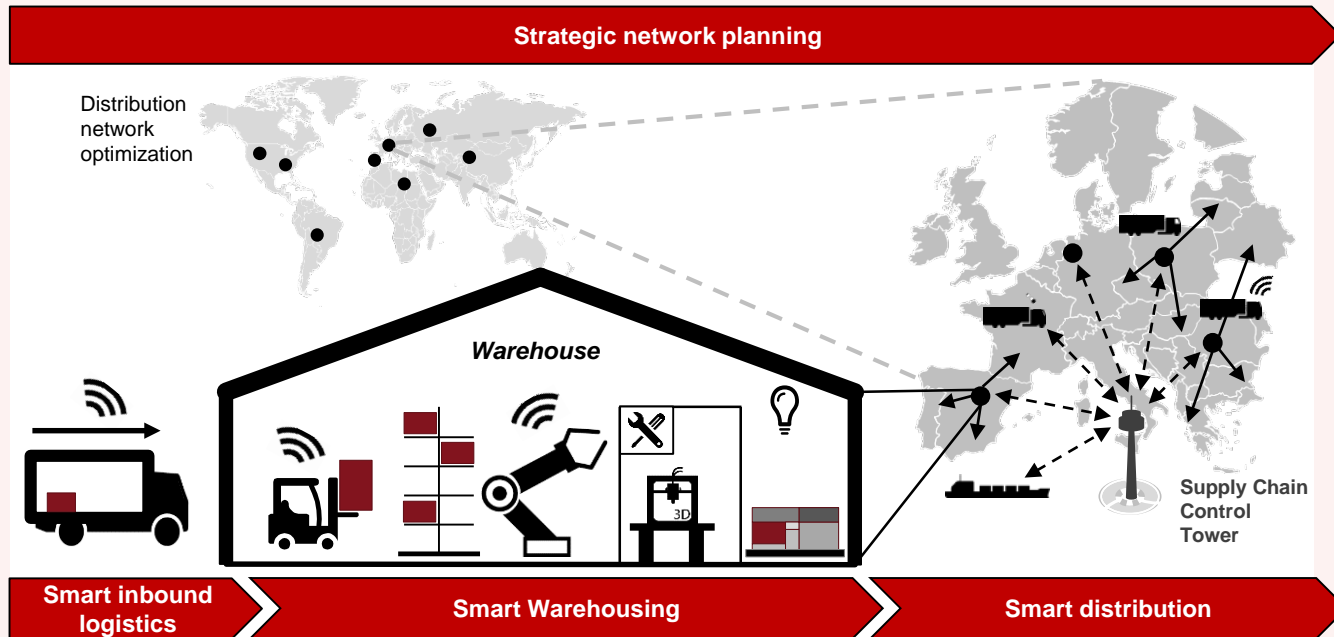 Strategic network planning
Distribution
network
optimization
Warehouse
3D
Supply Chain
Control
Tower
Smart inbound
logistics
Smart Warehousing
Smart distribution